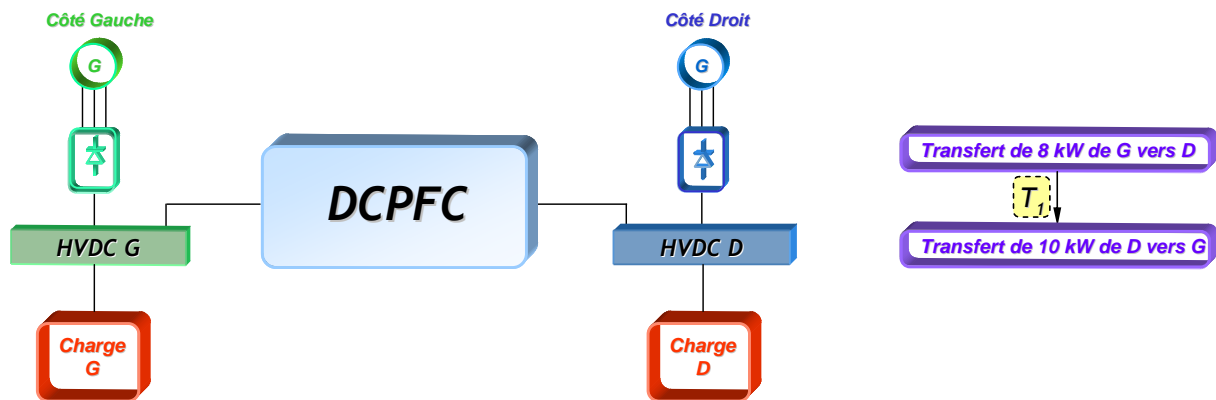 Côté Gauche
Côté Droit
G
G
DCPFC
HVDC G
HVDC D
Charge
G
Charge
D
Transfert de 8 kW de G vers D
T1
Transfert de 10 kW de D vers G